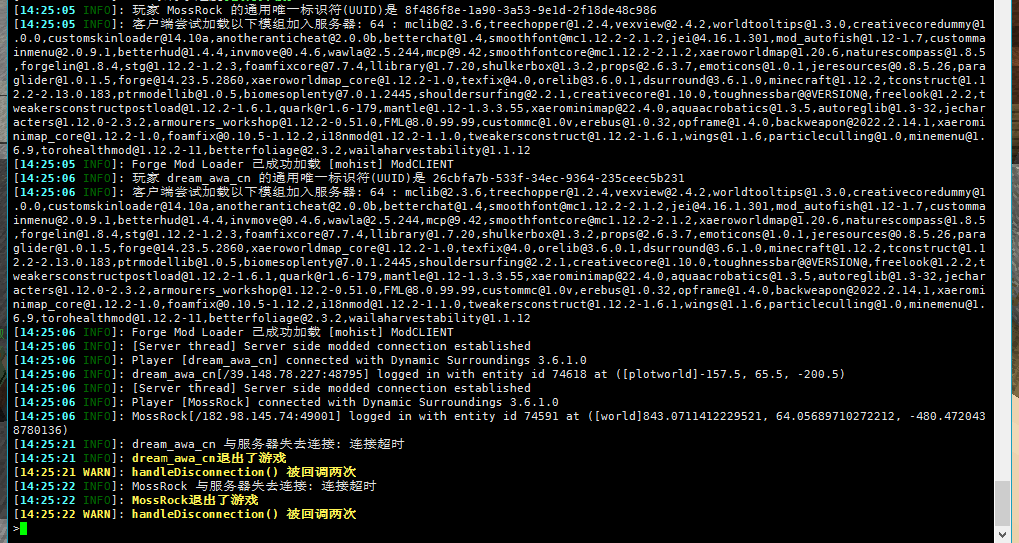 [14:25:05 INFO]: 玩家 MossRock 的通用唯一标识符(UUID)是 8f486f8e-1a90-3a53-9e1d-2f18de48c986
[14:25:05 INFO]: 客户端尝试加载以下模组加入服务器: 64 : mclib@2.3.6,treechopper@1.2.4,vexview@2.4.2,worldtooltips@1.3.0,creativecoredummy@1
.0.0,customskinloader@14.10a,anotheranticheat@2.0.0b,betterchat@1.4,smoothfont@mc1.12.2-2.1.2,jei@4.16.1.301,mod_autofish@1.12-1.7,customma
inmenu@2.0.9.1,betterhud@1.4.4,invmove@0.4.6,wawla@2.5.244,mcp@9.42,smoothfontcore@mc1.12.2-2.1.2,xaeroworldmap@1.20.6,naturescompass@1.8.5
,forgelin@1.8.4,stg@1.12.2-1.2.3,foamfixcore@7.7.4,llibrary@1.7.20,shulkerbox@1.3.2,props@2.6.3.7,emoticons@1.0.1,jeresources@0.8.5.26,para
glider@1.0.1.5,forge@14.23.5.2860,xaeroworldmap_core@1.12.2-1.0,texfix@4.0,orelib@3.6.0.1,dsurround@3.6.1.0,minecraft@1.12.2,tconstruct@1.1
2.2-2.13.0.183,ptrmodellib@1.0.5,biomesoplenty@7.0.1.2445,shouldersurfing@2.2.1,creativecore@1.10.0,toughnessbar@@VERSION@,freelook@1.2.2,t
weakersconstructpostload@1.12.2-1.6.1,quark@r1.6-179,mantle@1.12-1.3.3.55,xaerominimap@22.4.0,aquaacrobatics@1.3.5,autoreglib@1.3-32,jechar
acters@1.12.0-2.3.2,armourers_workshop@1.12.2-0.51.0,FML@8.0.99.99,custommc@1.0v,erebus@1.0.32,opframe@1.4.0,backweapon@2022.2.14.1,xaeromi
nimap_core@1.12.2-1.0,foamfix@0.10.5-1.12.2,i18nmod@1.12.2-1.1.0,tweakersconstruct@1.12.2-1.6.1,wings@1.1.6,particleculling@1.0,minemenu@1.
6.9,torohealthmod@1.12.2-11,betterfoliage@2.3.2,wailaharvestability@1.1.12
[14:25:05 INFO]: Forge Mod Loader 已成功加载 [mohist] ModCLIENT
[14:25:06 INFO]: 玩家 dream_awa_cn 的通用唯一标识符(UUID)是 26cbfa7b-533f-34ec-9364-235ceec5b231
[14:25:06 INFO]: 客户端尝试加载以下模组加入服务器: 64 : mclib@2.3.6,treechopper@1.2.4,vexview@2.4.2,worldtooltips@1.3.0,creativecoredummy@1
.0.0,customskinloader@14.10a,anotheranticheat@2.0.0b,betterchat@1.4,smoothfont@mc1.12.2-2.1.2,jei@4.16.1.301,mod_autofish@1.12-1.7,customma
inmenu@2.0.9.1,betterhud@1.4.4,invmove@0.4.6,wawla@2.5.244,mcp@9.42,smoothfontcore@mc1.12.2-2.1.2,xaeroworldmap@1.20.6,naturescompass@1.8.5
,forgelin@1.8.4,stg@1.12.2-1.2.3,foamfixcore@7.7.4,llibrary@1.7.20,shulkerbox@1.3.2,props@2.6.3.7,emoticons@1.0.1,jeresources@0.8.5.26,para
glider@1.0.1.5,forge@14.23.5.2860,xaeroworldmap_core@1.12.2-1.0,texfix@4.0,orelib@3.6.0.1,dsurround@3.6.1.0,minecraft@1.12.2,tconstruct@1.1
2.2-2.13.0.183,ptrmodellib@1.0.5,biomesoplenty@7.0.1.2445,shouldersurfing@2.2.1,creativecore@1.10.0,toughnessbar@@VERSION@,freelook@1.2.2,t
weakersconstructpostload@1.12.2-1.6.1,quark@r1.6-179,mantle@1.12-1.3.3.55,xaerominimap@22.4.0,aquaacrobatics@1.3.5,autoreglib@1.3-32,jechar
acters@1.12.0-2.3.2,armourers_workshop@1.12.2-0.51.0,FML@8.0.99.99,custommc@1.0v,erebus@1.0.32,opframe@1.4.0,backweapon@2022.2.14.1,xaeromi
nimap_core@1.12.2-1.0,foamfix@0.10.5-1.12.2,i18nmod@1.12.2-1.1.0,tweakersconstruct@1.12.2-1.6.1,wings@1.1.6,particleculling@1.0,minemenu@1.
6.9,torohealthmod@1.12.2-11,betterfoliage@2.3.2,wailaharvestability@1.1.12
[14:25:06 INFO]: Forge Mod Loader 已成功加载 [mohist] ModCLIENT
[14:25:06 INFO]: [Server thread] Server side modded connection established
[14:25:06 INFO]: Player [dream_awa_cn] connected with Dynamic Surroundings 3.6.1.0
[14:25:06 INFO]: dream_awa_cn[/39.148.78.227:48795] logged in with entity id 74618 at ([plotworld]-157.5, 65.5, -200.5)
[14:25:06 INFO]: [Server thread] Server side modded connection established
[14:25:06 INFO]: Player [MossRock] connected with Dynamic Surroundings 3.6.1.0
[14:25:06 INFO]: MossRock[/182.98.145.74:49001] logged in with entity id 74591 at ([world]843.0711412229521, 64.05689710272212, -480.472043
8780136)
[14:25:21 INFO]: dream_awa_cn 与服务器失去连接: 连接超时
[14:25:21 INFO]: dream_awa_cn退出了游戏
[14:25:21 WARN]: handleDisconnection() 被回调两次
[14:25:22 INFO]: MossRock 与服务器失去连接: 连接超时
[14:25:22 INFO]: MossRock退出了游戏
[14:25:22 WARN]: handleDisconnection() 被回调两次
>